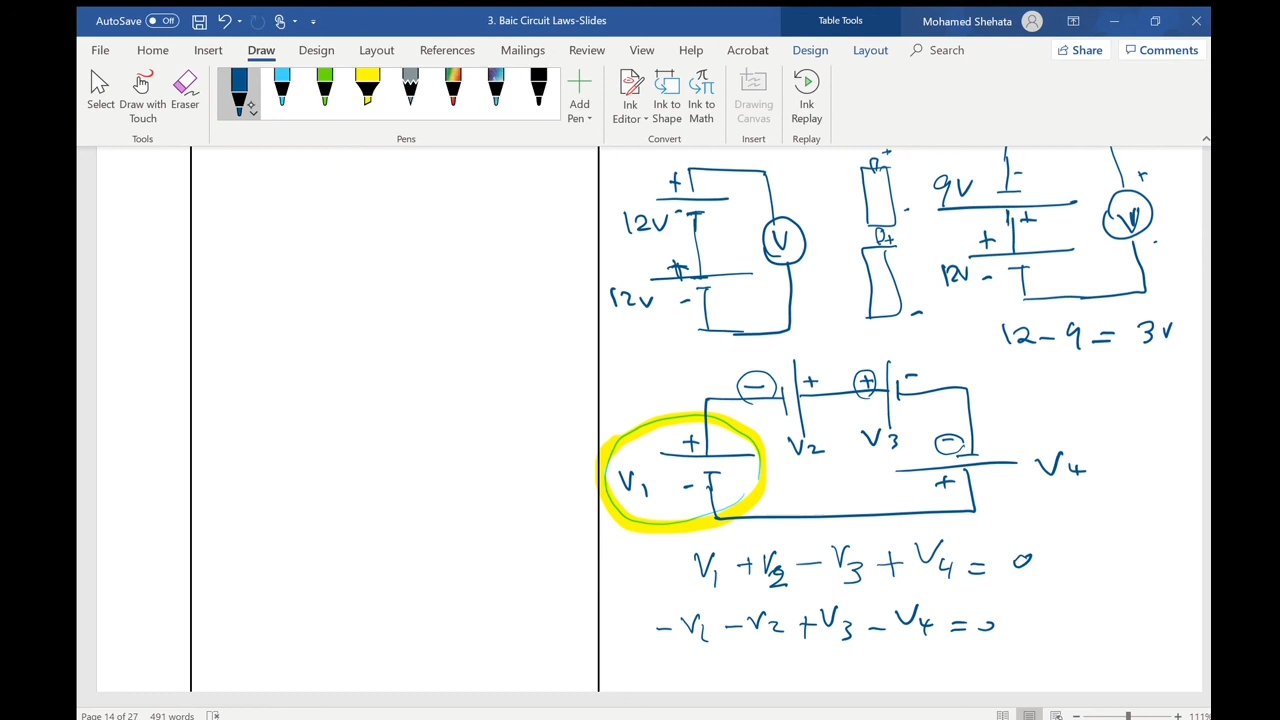 AutoSave Off 3. Baic Circuit Laws-Slides Table Tools Mohamed Shehata
File Home Insert Draw Design Layout References Mailings Review View Help Acrobat Design Layout Search Share Comments
Select Draw with Touch Eraser Add Pen Ink Editor Ink to Shape Ink to Math Drawing Canvas Ink Replay
Tools Pens Convert Insert Replay
+ 12V - V
+ 12V -
+ -
+ -
9V - + V +
+ 12V - -
12 - 9 = 3V
- + + -
V2 V3
+ V1 -
- + V4
V1 + V2 - V3 + V4 = 0
- V1 - V2 + V3 - V4 = 0
Page 14 of 27 491 words 111%